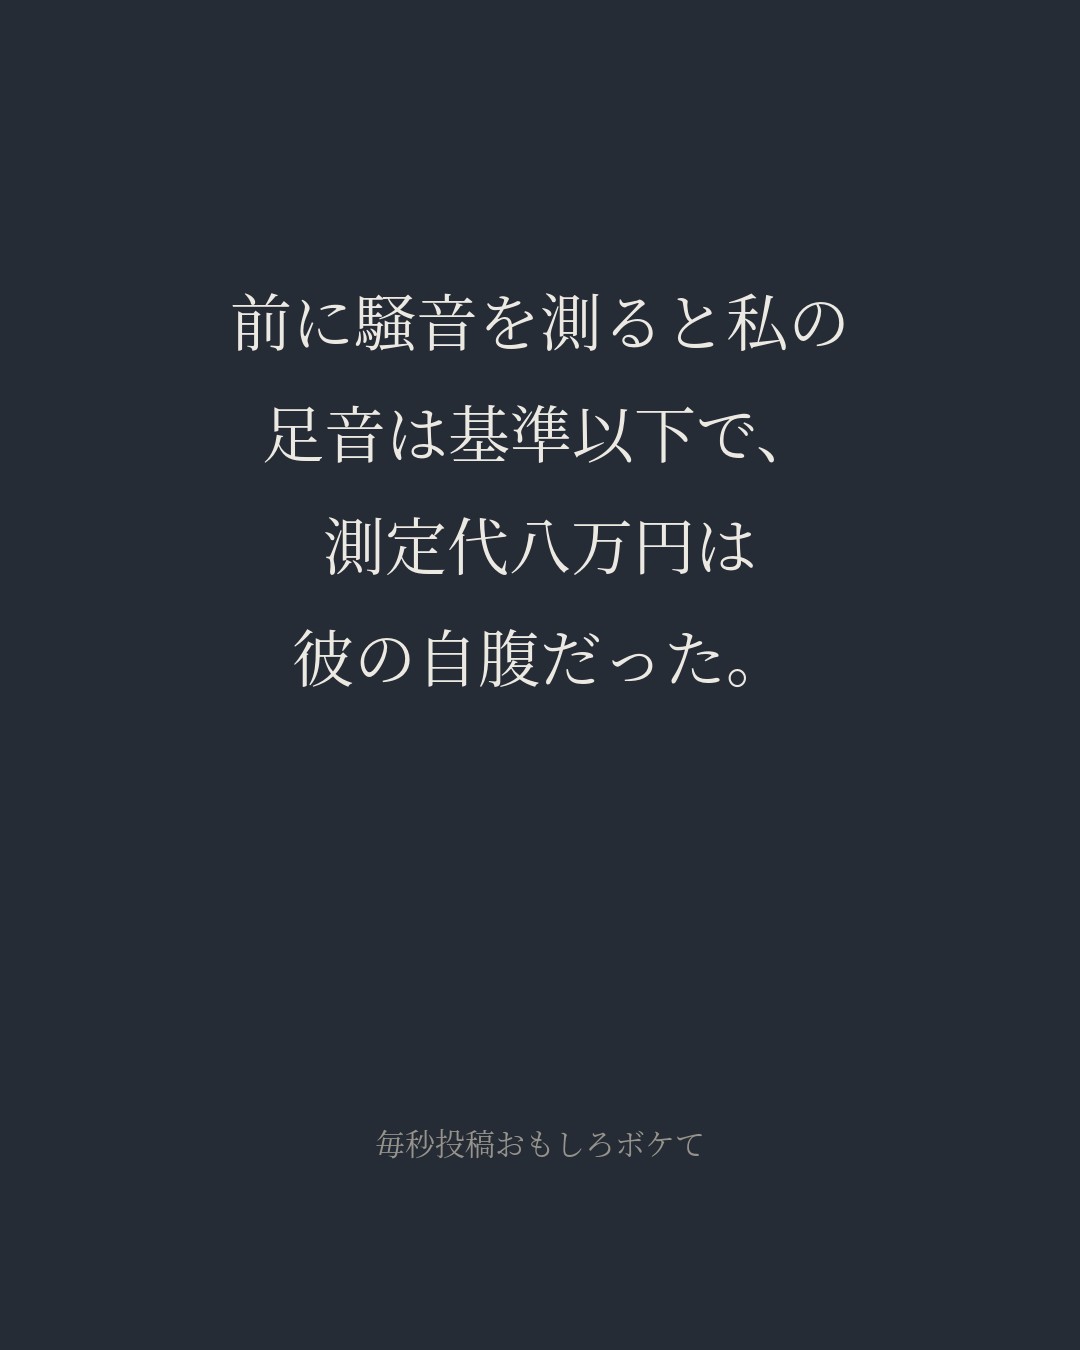 前に騒音を測ると私の
足音は基準以下で、
測定代八万円は
彼の自腹だった。
毎秒投稿おもしろボケて